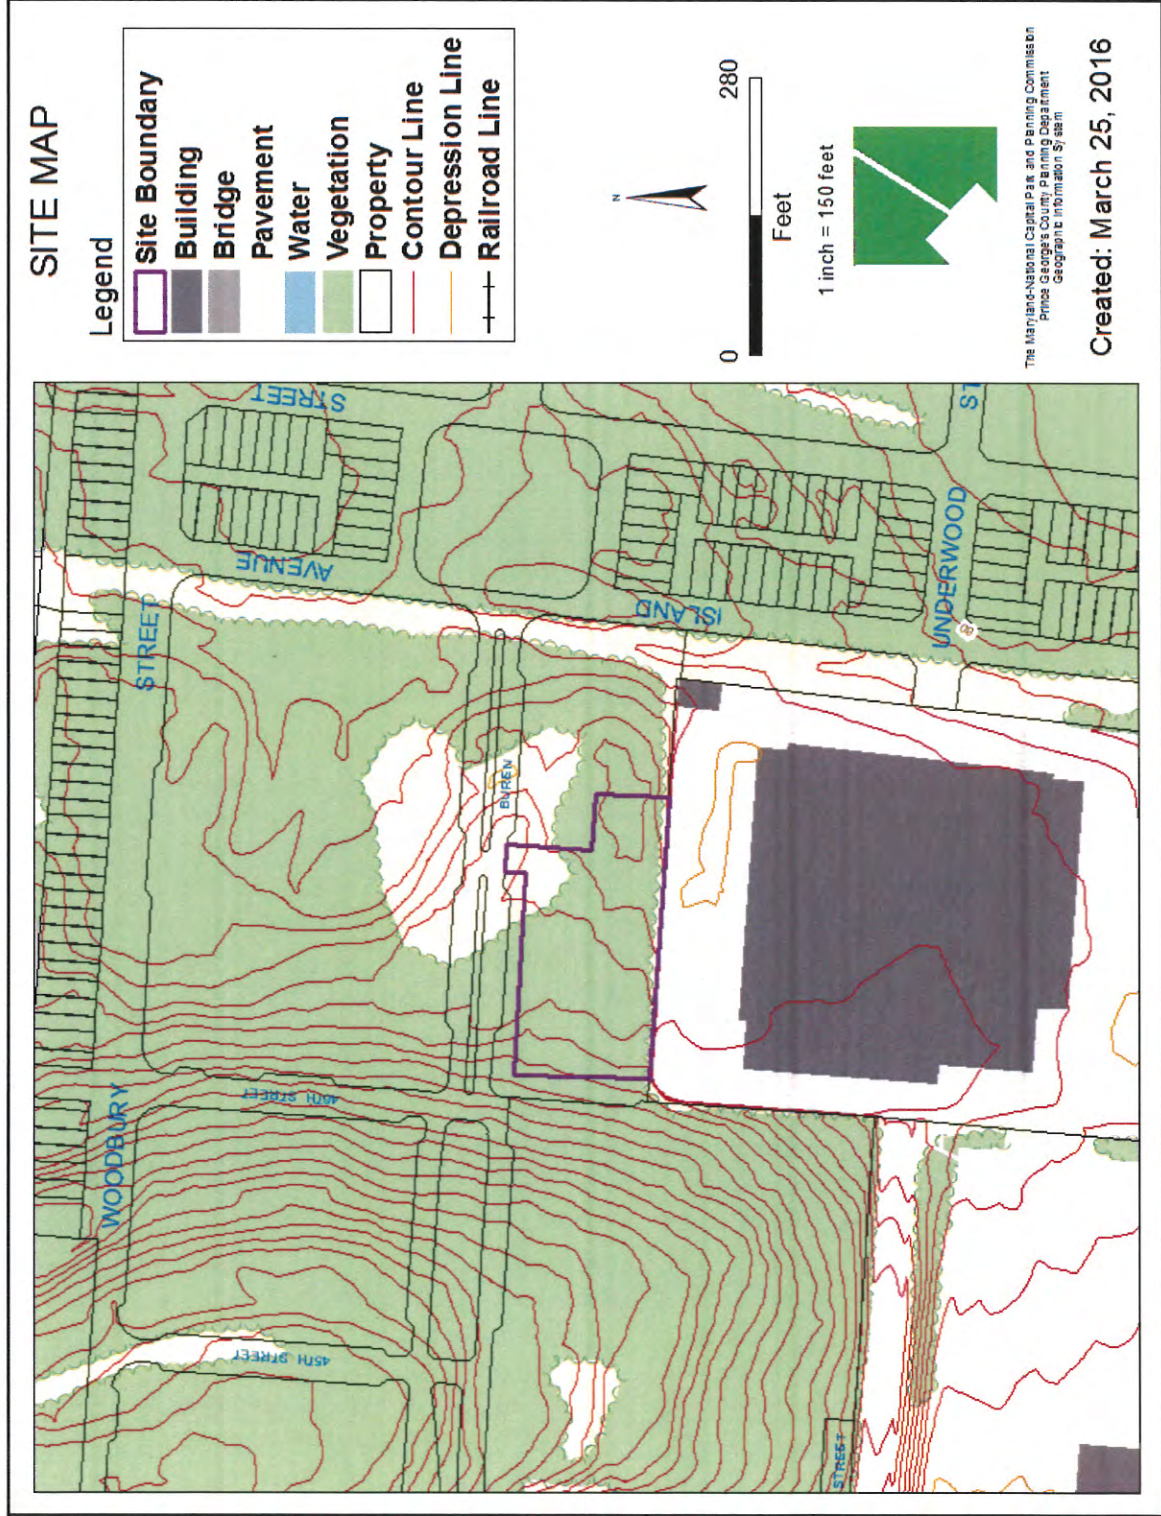 SITE MAP
Legend
Site Boundary
Building
Bridge
Pavement
Water
Vegetation
Property
Contour Line
Depression Line
Railroad Line
N
0
280
Feet
1 inch = 150 feet
The Maryland-National Capital Park and Planning Commission
Prince George's County Planning Department
Geographic Information System
Created: March 25, 2016
WOODBURY
STREET
AVENUE
STREET
46TH STREET
45TH STREET
BUREN
ISLAND
UNDERWOOD
ST
STREET